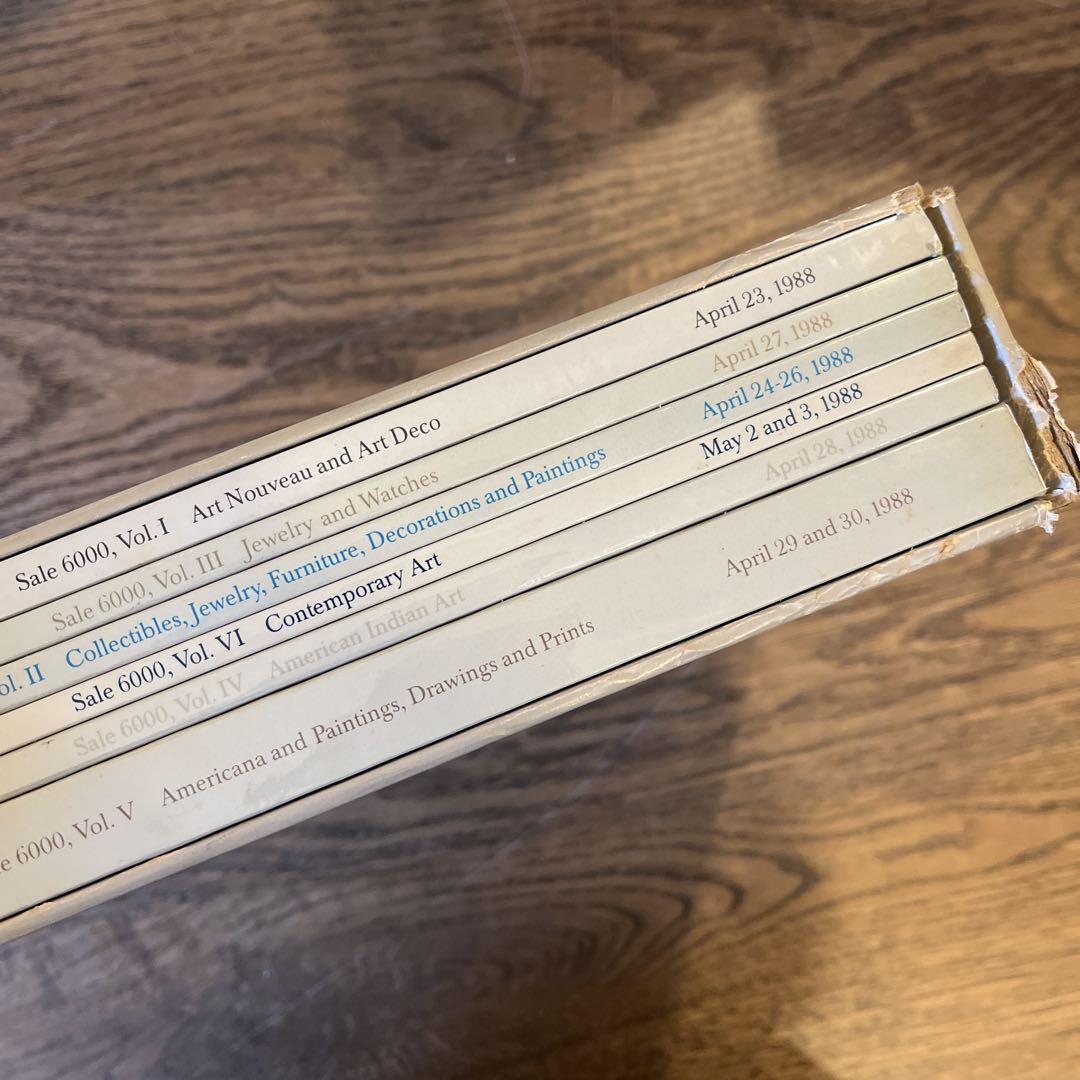 Sale 6000, Vol. I Art Nouveau and Art Deco April 23, 1988
Sale 6000, Vol. III Jewelry and Watches April 27, 1988
ol. II Collectibles, Jewelry, Furniture, Decorations and Paintings April 24-26, 1988
Sale 6000, Vol. VI Contemporary Art May 2 and 3, 1988
Sale 6000, Vol. IV American Indian Art April 28, 1988
e 6000, Vol. V Americana and Paintings, Drawings and Prints April 29 and 30, 1988